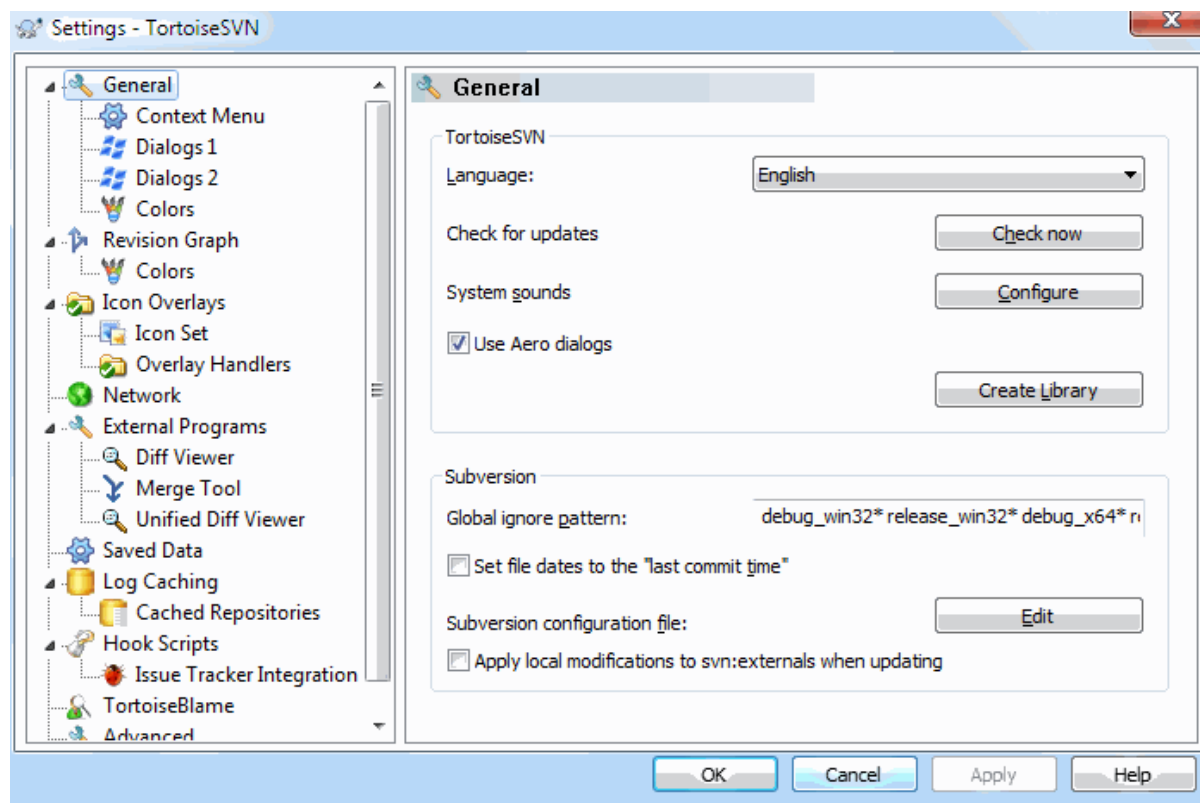 Settings - TortoiseSVN
General
Context Menu
Dialogs 1
Dialogs 2
Colors
Revision Graph
Colors
Icon Overlays
Icon Set
Overlay Handlers
Network
External Programs
Diff Viewer
Merge Tool
Unified Diff Viewer
Saved Data
Log Caching
Cached Repositories
Hook Scripts
Issue Tracker Integration
TortoiseBlame
Advanced
General
TortoiseSVN
Language: English
Check for updates Check now
System sounds Configure
Use Aero dialogs
Create Library
Subversion
Global ignore pattern: debug_win32* release_win32* debug_x64*
Set file dates to the "last commit time"
Subversion configuration file: Edit
Apply local modifications to svn:externals when updating
OK Cancel Apply Help